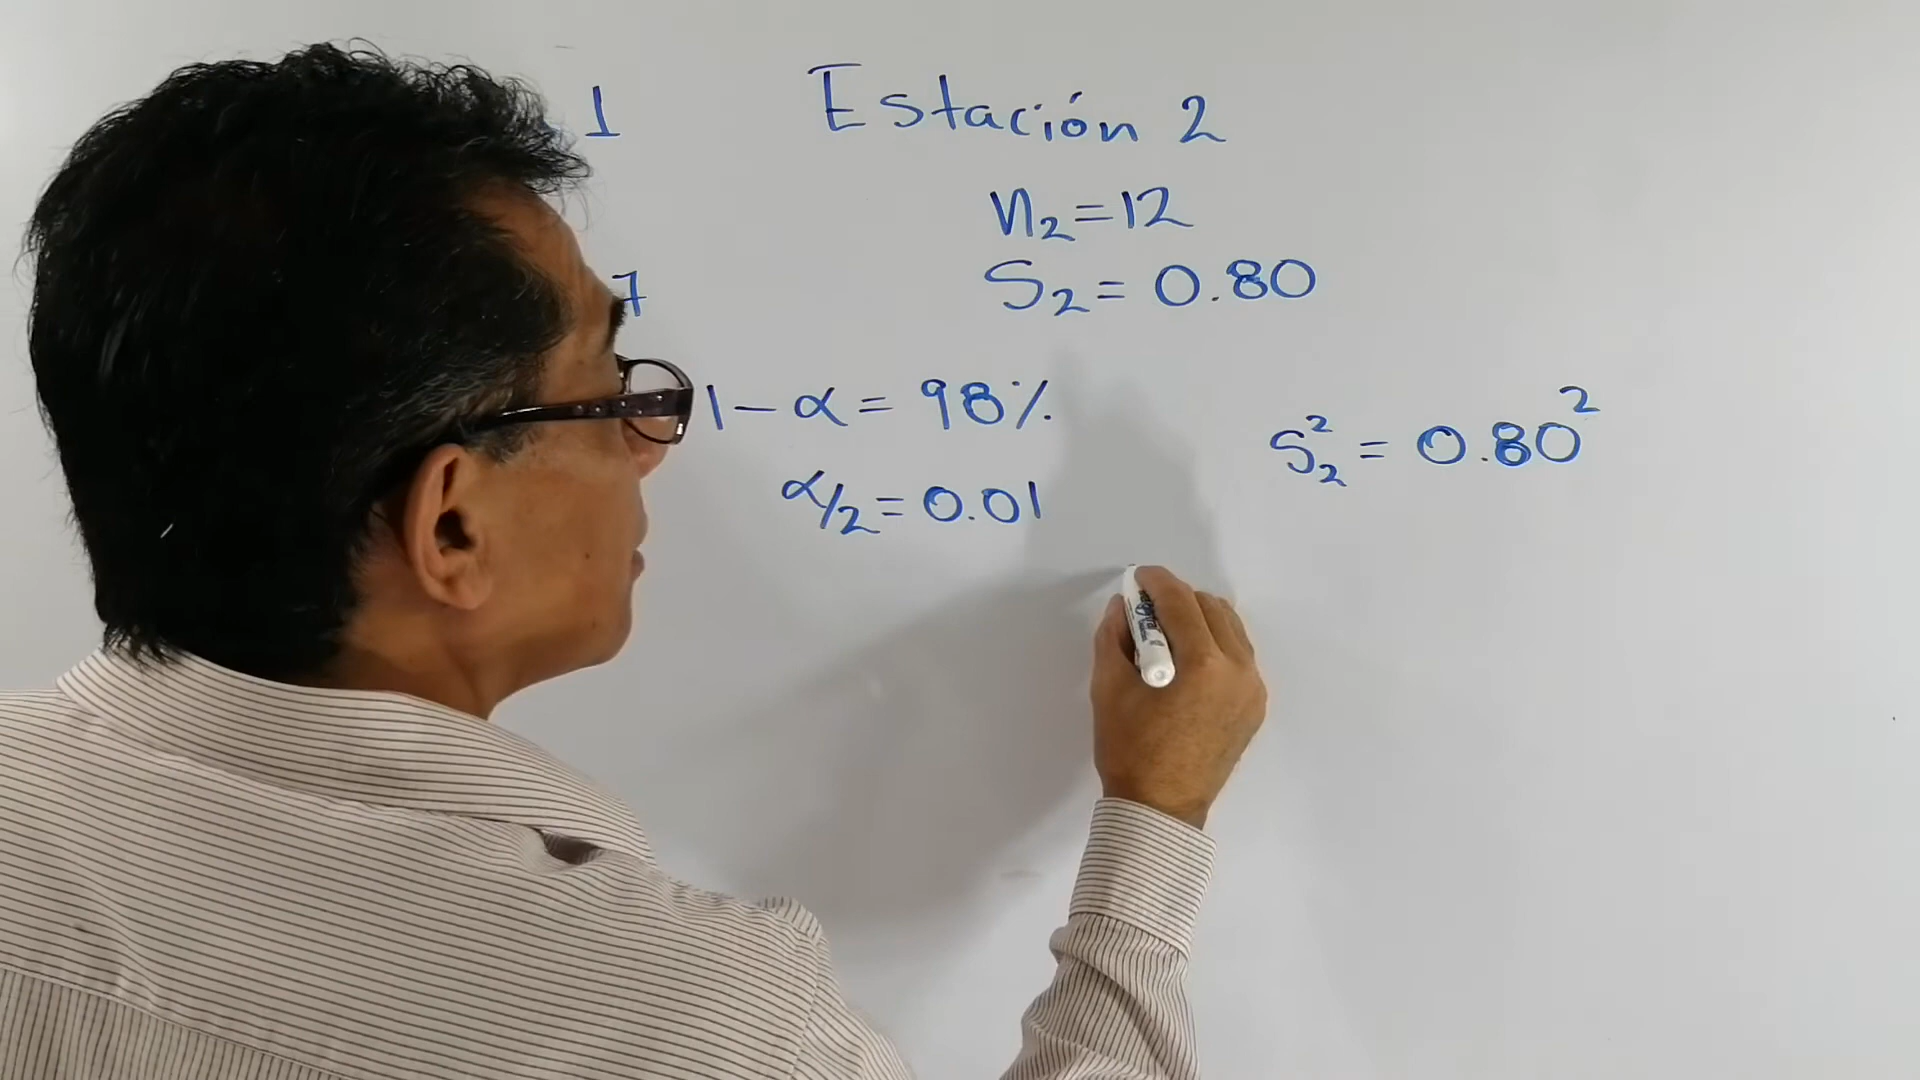 1 Estación 2
n₂=12
7 S₂= 0.80
1-α = 98%
S₂² = 0.80²
α/2 = 0.01